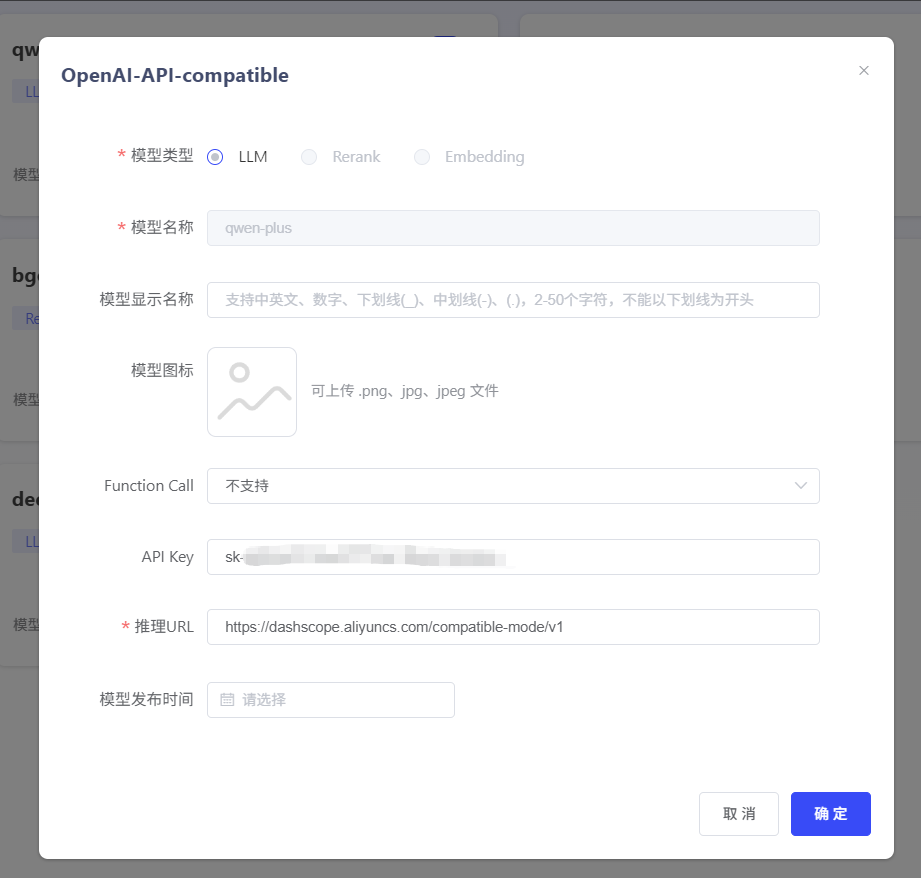 qw
OpenAI-API-compatible
LL
* 模型类型 LLM Rerank Embedding
模型
* 模型名称 qwen-plus
bge
模型显示名称 支持中英文、数字、下划线(_)、中划线(-)、(.)，2-50个字符，不能以下划线为开头
Re
模型图标
可上传 .png、jpg、jpeg 文件
模型
Function Call 不支持
dee
LL
API Key sk-
模型
* 推理URL https://dashscope.aliyuncs.com/compatible-mode/v1
模型发布时间 请选择
取 消 确 定